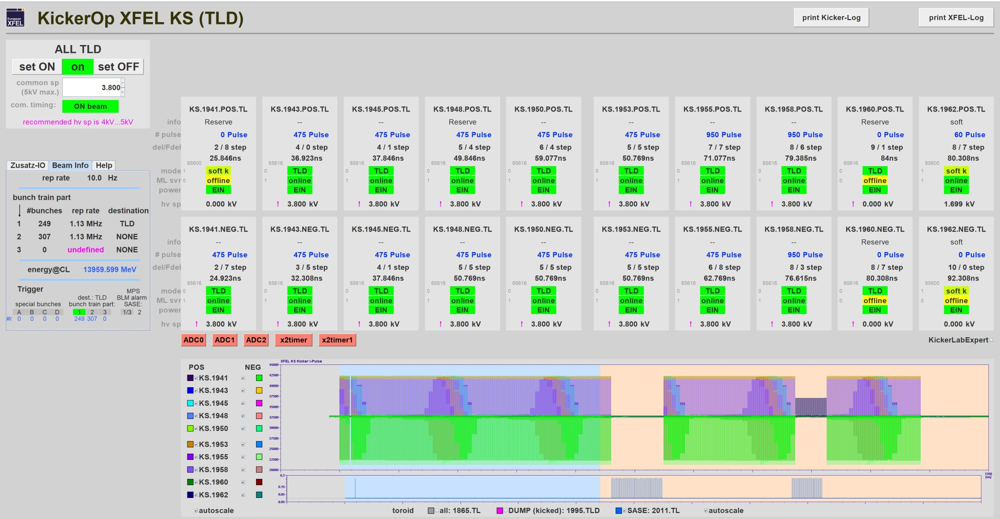 European
XFEL
KickerOp XFEL KS (TLD)
print Kicker-Log
print XFEL-Log
ALL TLD
set ON on set OFF
common sp
(5kV max.)
3.800
com. timing: ON beam
recommended hv sp is 4kV...5kV
Zusatz-IO Beam Info Help
rep rate 10.0 Hz
bunch train part
#bunches rep rate destination
1 249 1.13 MHz TLD
2 307 1.13 MHz NONE
3 0 undefined NONE
energy@CL 13959.599 MeV
Trigger
MPS
BLM alarm
SASE:
dest.: TLD
special bunches bunch train part:
A B C D 1 2 3 1/3 2
#r 0 0 0 0 249 307 0
KS.1941.POS.TL KS.1943.POS.TL KS.1945.POS.TL KS.1948.POS.TL KS.1950.POS.TL KS.1953.POS.TL KS.1955.POS.TL KS.1958.POS.TL KS.1960.POS.TL KS.1962.POS.TL
info Reserve -- -- Reserve -- -- -- -- Reserve soft
# pulse 0 Pulse 475 Pulse 475 Pulse 475 Pulse 475 Pulse 475 Pulse 950 Pulse 950 Pulse 0 Pulse 60 Pulse
del/Fdel 2 / 8 step 4 / 0 step 4 / 1 step 5 / 4 step 6 / 4 step 5 / 5 step 7 / 7 step 8 / 6 step 9 / 1 step 8 / 7 step
25.846ns 36.923ns 37.846ns 49.846ns 59.077ns 50.769ns 71.077ns 79.385ns 84ns 80.308ns
65600 65616 65616 65616 65616 65616 65616 65616 65616 65600
mode 1 soft k 0 TLD 0 TLD 0 TLD 0 TLD 0 TLD 0 TLD 0 TLD 0 TLD 1 soft k
ML svr 0 offline 1 online 1 online 1 online 1 online 1 online 1 online 1 online 0 offline 1 online
power EIN EIN EIN EIN EIN EIN EIN EIN EIN EIN
hv sp 0.000 kV ! 3.800 kV ! 3.800 kV ! 3.800 kV ! 3.800 kV ! 3.800 kV ! 3.800 kV ! 3.800 kV ! 0.000 kV 1.699 kV
KS.1941.NEG.TL KS.1943.NEG.TL KS.1945.NEG.TL KS.1948.NEG.TL KS.1950.NEG.TL KS.1953.NEG.TL KS.1955.NEG.TL KS.1958.NEG.TL KS.1960.NEG.TL KS.1962.NEG.TL
info -- -- -- -- -- -- -- -- Reserve soft
# pulse 475 Pulse 475 Pulse 475 Pulse 475 Pulse 475 Pulse 475 Pulse 475 Pulse 950 Pulse 0 Pulse 0 Pulse
del/Fdel 2 / 7 step 3 / 5 step 4 / 1 step 5 / 5 step 5 / 5 step 5 / 5 step 6 / 8 step 8 / 3 step 8 / 7 step 10 / 0 step
24.923ns 32.308ns 37.846ns 50.769ns 50.769ns 50.769ns 62.769ns 76.615ns 80.308ns 92.308ns
65616 65616 65616 65616 65616 65616 65616 65616 65616 65600
mode 0 TLD 0 TLD 0 TLD 0 TLD 0 TLD 0 TLD 0 TLD 0 TLD 0 TLD 1 soft k
ML svr 1 online 1 online 1 online 1 online 1 online 1 online 1 online 1 online 0 offline 0 offline
power EIN EIN EIN EIN EIN EIN EIN EIN EIN EIN
hv sp ! 3.800 kV ! 3.800 kV ! 3.800 kV ! 3.800 kV ! 3.800 kV ! 3.800 kV ! 3.800 kV ! 3.800 kV ! 0.000 kV 0.000 kV
ADC0 ADC1 ADC2 x2timer x2timer1
KickerLabExpert
POS NEG
KS.1941
KS.1943
KS.1945
KS.1948
KS.1950
KS.1953
KS.1955
KS.1958
KS.1960
KS.1962
autoscale
XFEL KS Kicker i-Pulse
45000
42500
40000
37500
35000
32500
30000
27500
25000
22500
20000
1350
[us]
0.3
0.15
0.05
-0.05
toroid all: 1865.TL DUMP (kicked): 1995.TLD SASE: 2011.TL autoscale